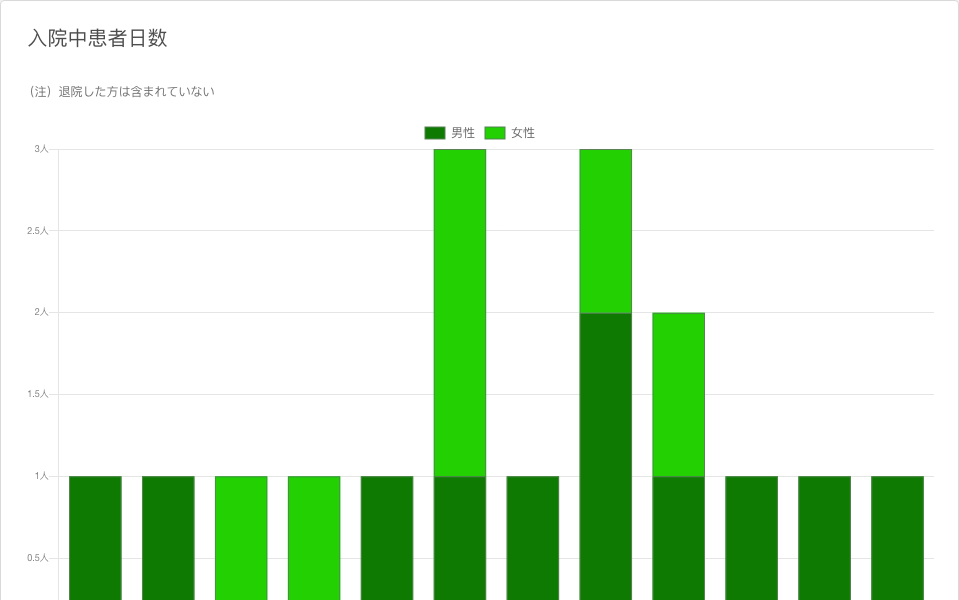 入院中患者日数
（注）退院した方は含まれていない
男性 女性
3人
2.5人
2人
1.5人
1人
0.5人